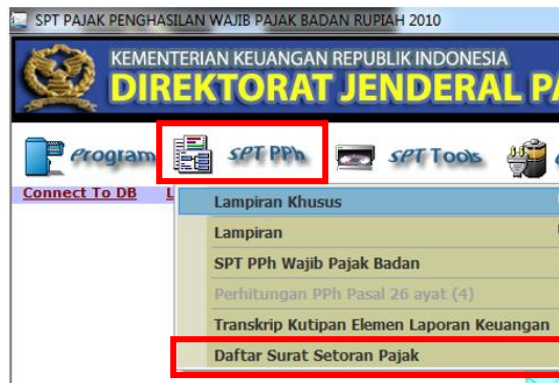 SPT PAJAK PENGHASILAN WAJIB PAJAK BADAN RUPIAH 2010
KEMENTERIAN KEUANGAN REPUBLIK INDONESIA
DIREKTORAT JENDERAL
Program SPT PPh SPT Tools
Connect To DB
Lampiran Khusus
Lampiran
SPT PPh Wajib Pajak Badan
Perhitungan PPh Pasal 26 ayat (4)
Transkrip Kutipan Elemen Laporan Keuangan
Daftar Surat Setoran Pajak